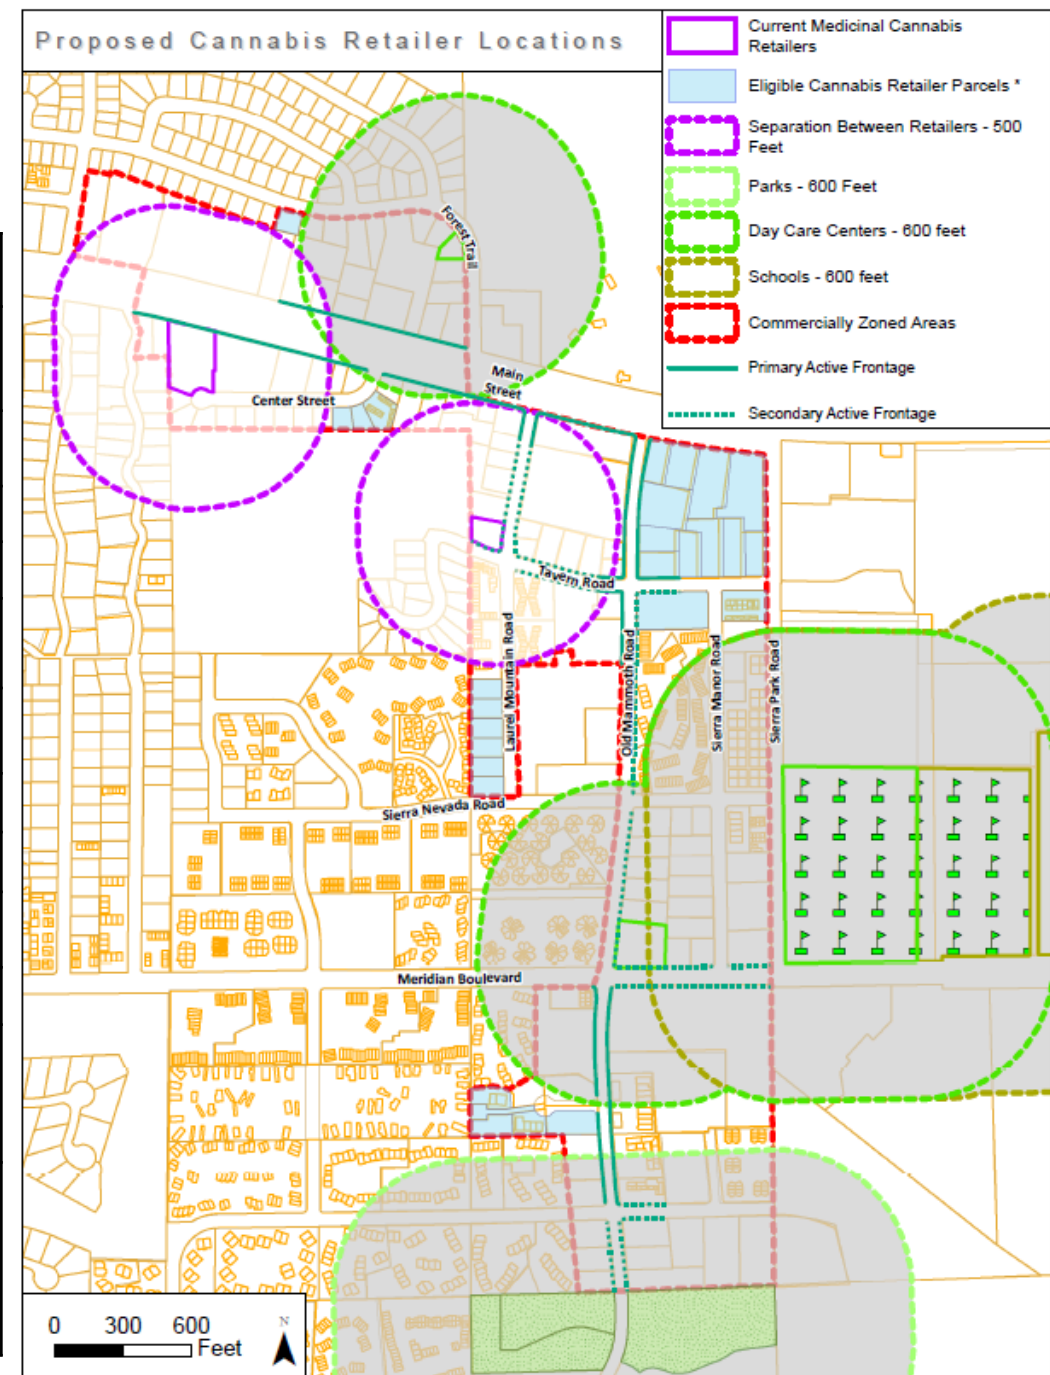 Proposed Cannabis Retailer Locations
Current Medicinal Cannabis
Retailers
Eligible Cannabis Retailer Parcels *
Separation Between Retailers - 500
Feet
Parks - 600 Feet
Day Care Centers - 600 feet
Schools - 600 feet
Commercially Zoned Areas
Primary Active Frontage
Secondary Active Frontage
Forest Trail
Main
Street
Center Street
Tavern Road
Laurel Mountain Road
Old Mammoth Road
Sierra Manor Road
Sierra Park Road
Sierra Nevada Road
Meridian Boulevard
0 300 600
Feet
N